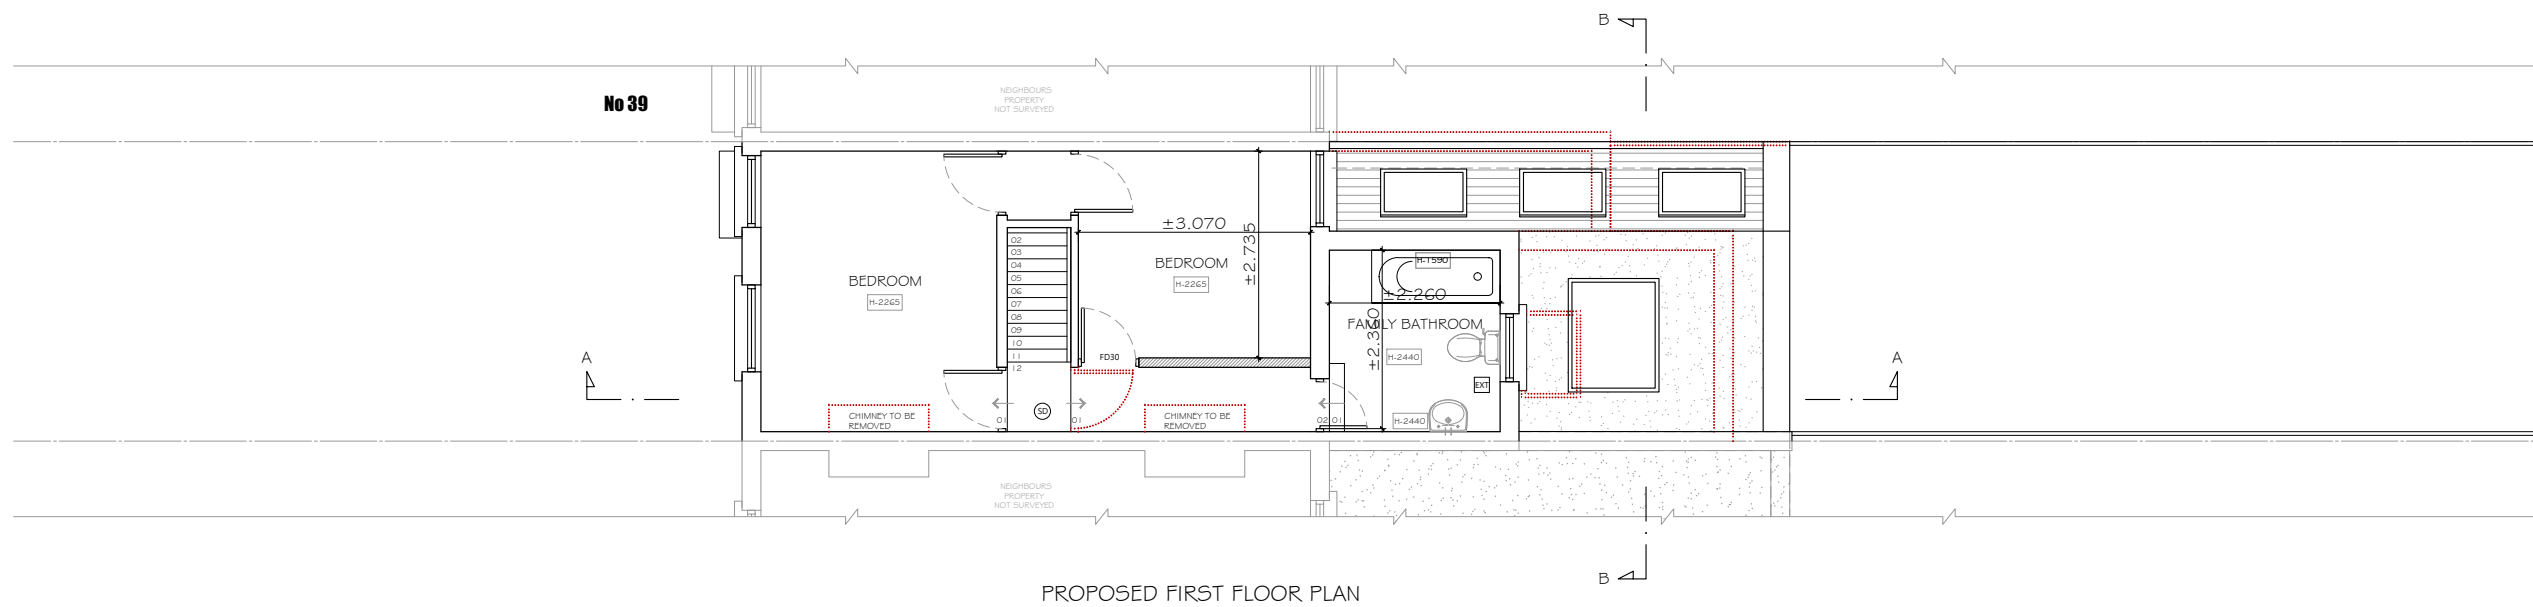 B
No 39
NEIGHBOURS
PROPERTY
NOT SURVEYED
±3.070
±2.735
02
03
04
05
06
07
08
09
10
11
12
BEDROOM
H-2265
BEDROOM
H-2265
H-1590
±2.260
FAMILY BATHROOM
±2.360
H-2440
A
A
FD30
EXT
SD
CHIMNEY TO BE
REMOVED
01
01
CHIMNEY TO BE
REMOVED
02
01
H-2440
NEIGHBOURS
PROPERTY
NOT SURVEYED
B
PROPOSED FIRST FLOOR PLAN